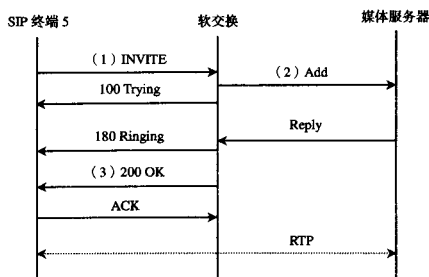 SIP 终端 5
软交换
媒体服务器
（1）INVITE
（2）Add
100 Trying
Reply
180 Ringing
（3）200 OK
ACK
RTP